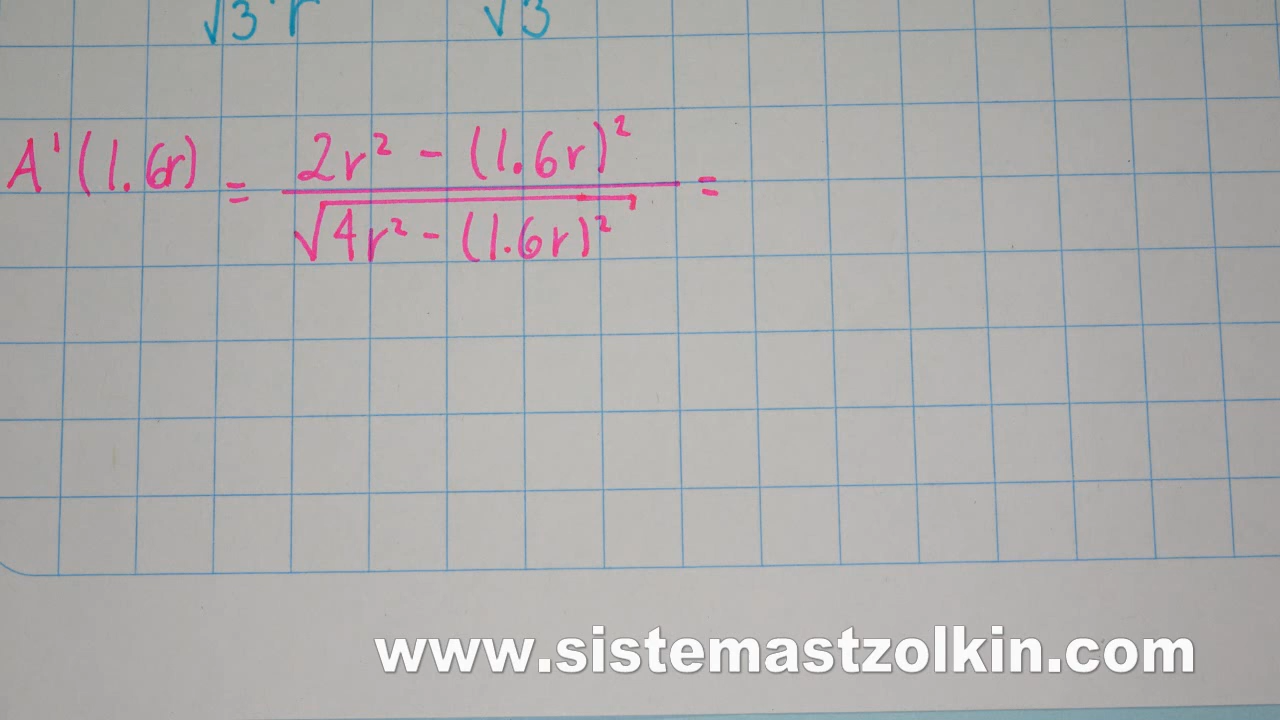 √3 · r √3
A'(1.6r) = 2r² - (1.6r)² =
√4r² - (1.6r)²
www.sistemastzolkin.com